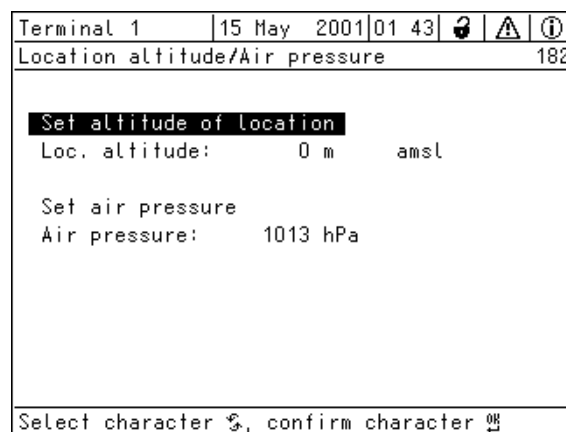 Terminal 1 15 May 2001 01 43
Location altitude/Air pressure 182
Set altitude of location
Loc. altitude: 0 m amsl
Set air pressure
Air pressure: 1013 hPa
Select character , confirm character OK